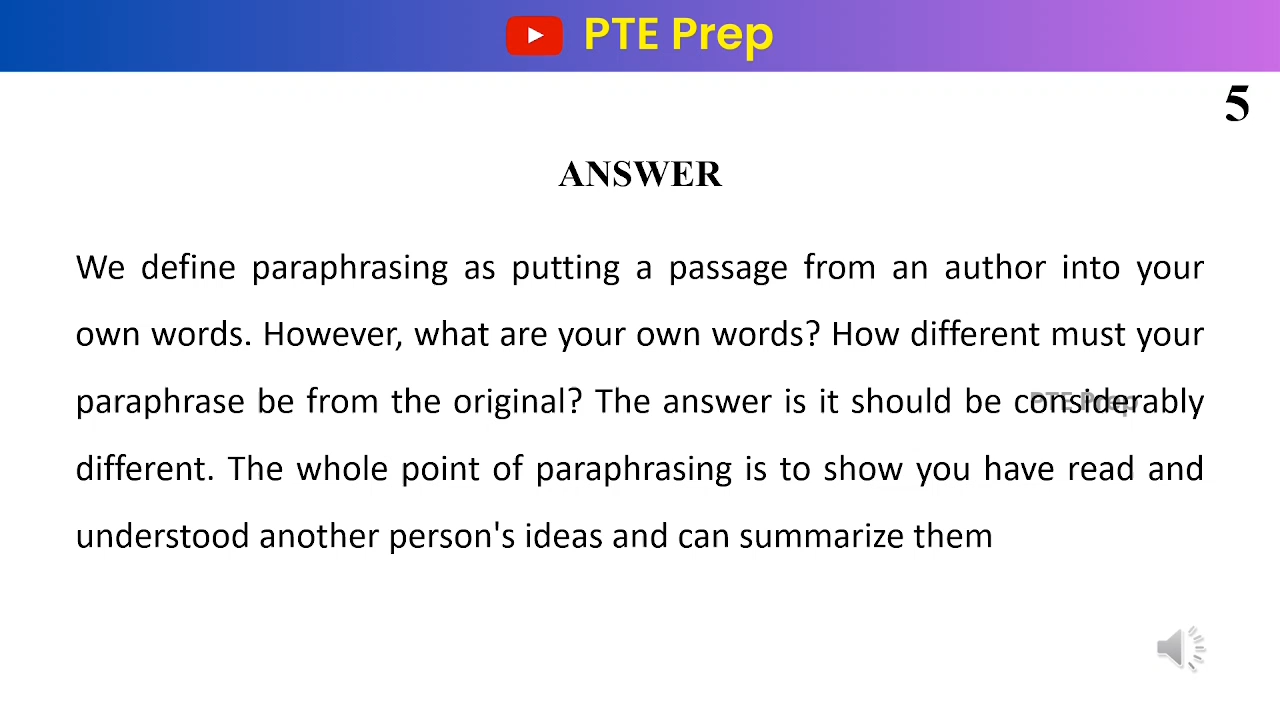 PTE Prep
5
ANSWER
We define paraphrasing as putting a passage from an author into your
own words. However, what are your own words? How different must your
paraphrase be from the original? The answer is it should be considerably
PTE Prep
different. The whole point of paraphrasing is to show you have read and
understood another person's ideas and can summarize them